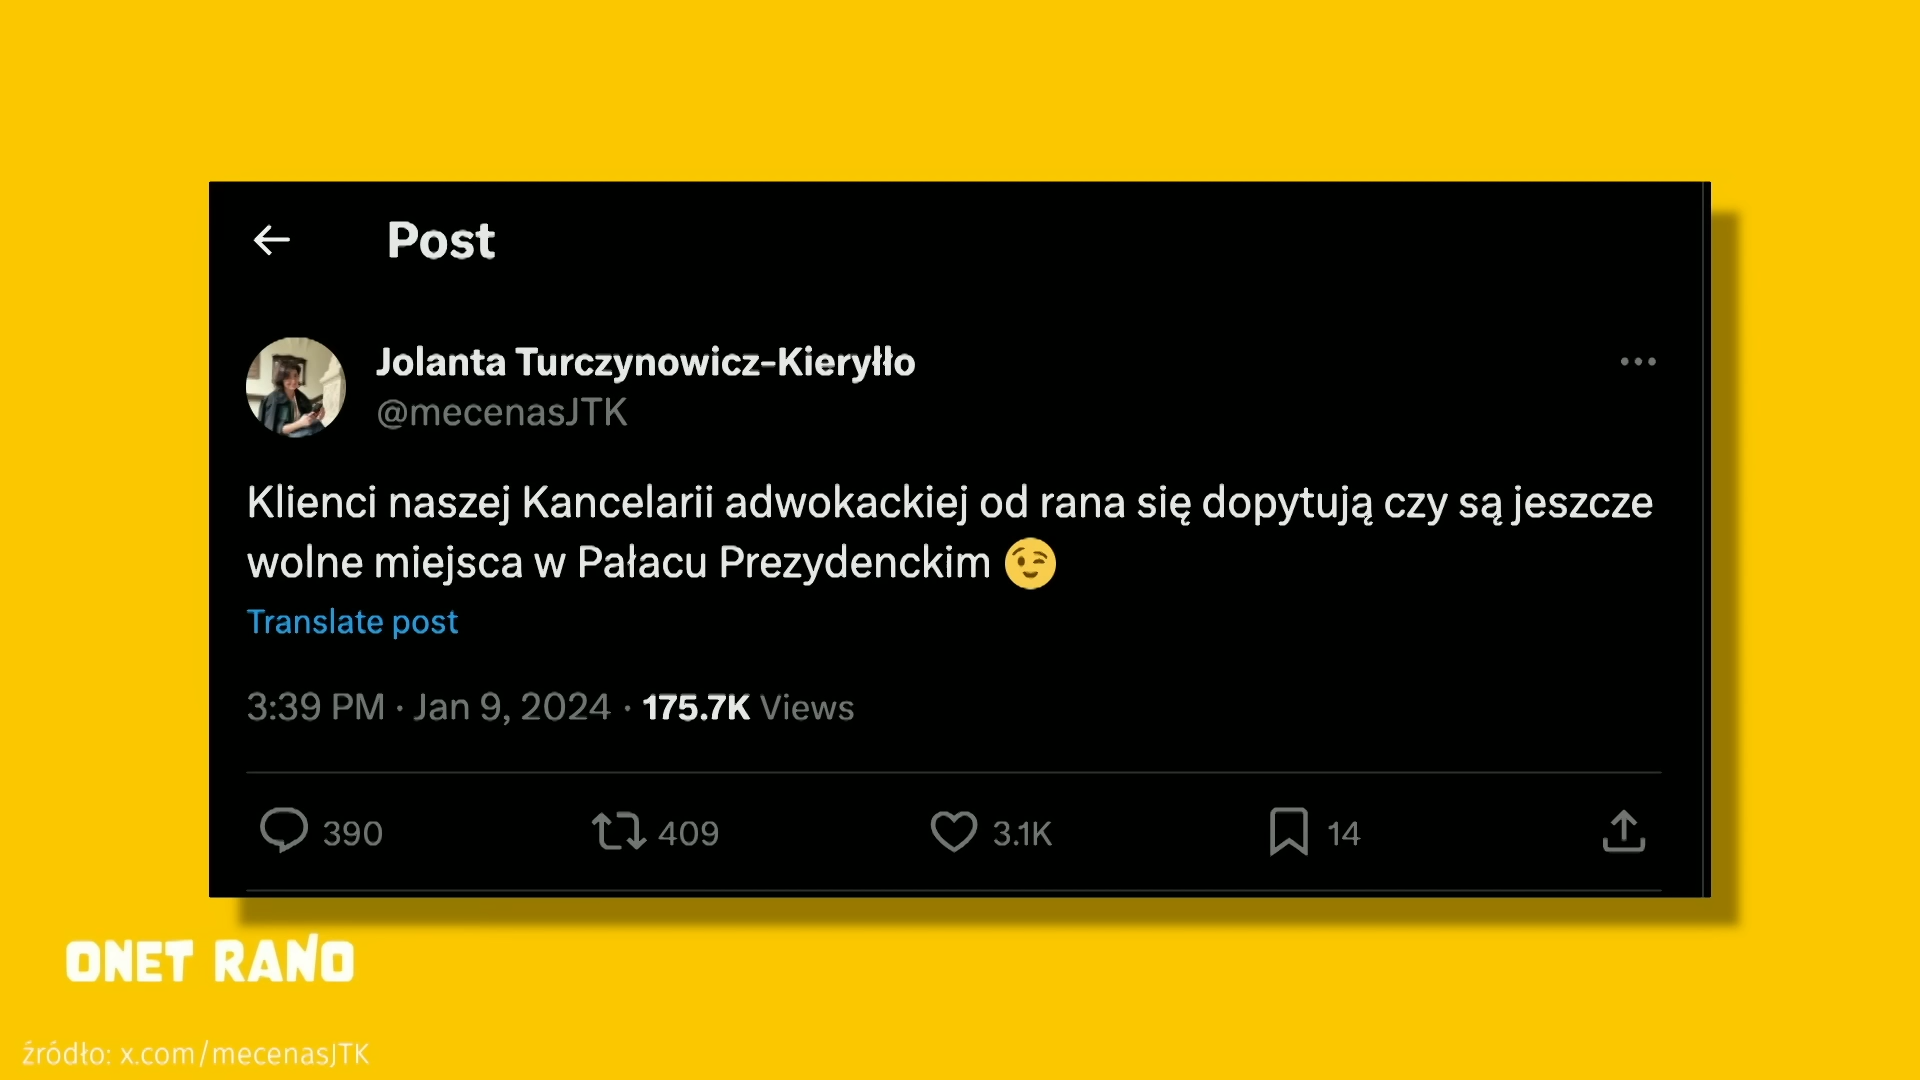 Post
Jolanta Turczynowicz-Kieryłło
@mecenasJTK
Klienci naszej Kancelarii adwokackiej od rana się dopytują czy są jeszcze
wolne miejsca w Pałacu Prezydenckim 😉
Translate post
3:39 PM · Jan 9, 2024 · 175.7K Views
390 409 3.1K 14
ONET RANO
źródło: x.com/mecenasJTK